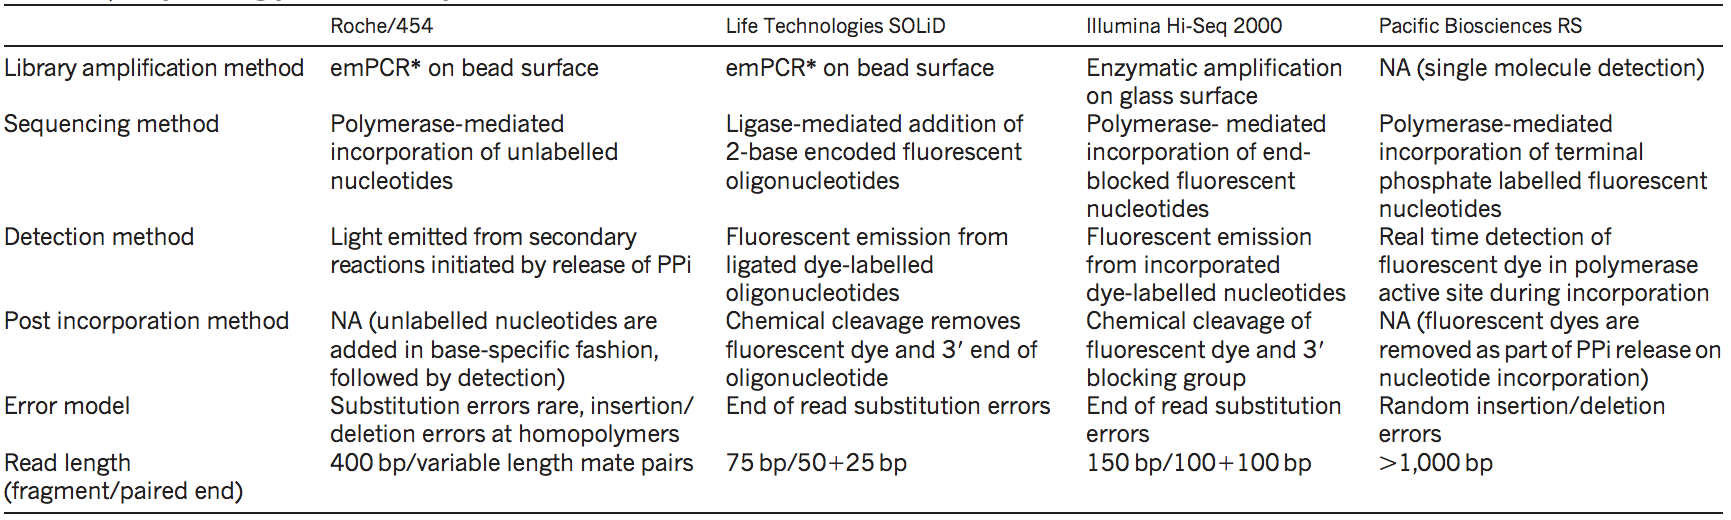 Roche/454 Life Technologies SOLiD Illumina Hi-Seq 2000 Pacific Biosciences RS
Library amplification method emPCR* on bead surface emPCR* on bead surface Enzymatic amplification NA (single molecule detection)
on glass surface
Sequencing method Polymerase-mediated Ligase-mediated addition of Polymerase- mediated Polymerase-mediated
incorporation of unlabelled 2-base encoded fluorescent incorporation of end- incorporation of terminal
nucleotides oligonucleotides blocked fluorescent phosphate labelled fluorescent
nucleotides nucleotides
Detection method Light emitted from secondary Fluorescent emission from Fluorescent emission Real time detection of
reactions initiated by release of PPi ligated dye-labelled from incorporated fluorescent dye in polymerase
oligonucleotides dye-labelled nucleotides active site during incorporation
Post incorporation method NA (unlabelled nucleotides are Chemical cleavage removes Chemical cleavage of NA (fluorescent dyes are
added in base-specific fashion, fluorescent dye and 3′ end of fluorescent dye and 3′ removed as part of PPi release on
followed by detection) oligonucleotide blocking group nucleotide incorporation)
Error model Substitution errors rare, insertion/ End of read substitution errors End of read substitution Random insertion/deletion
deletion errors at homopolymers errors errors
Read length 400 bp/variable length mate pairs 75 bp/50+25 bp 150 bp/100+100 bp >1,000 bp
(fragment/paired end)